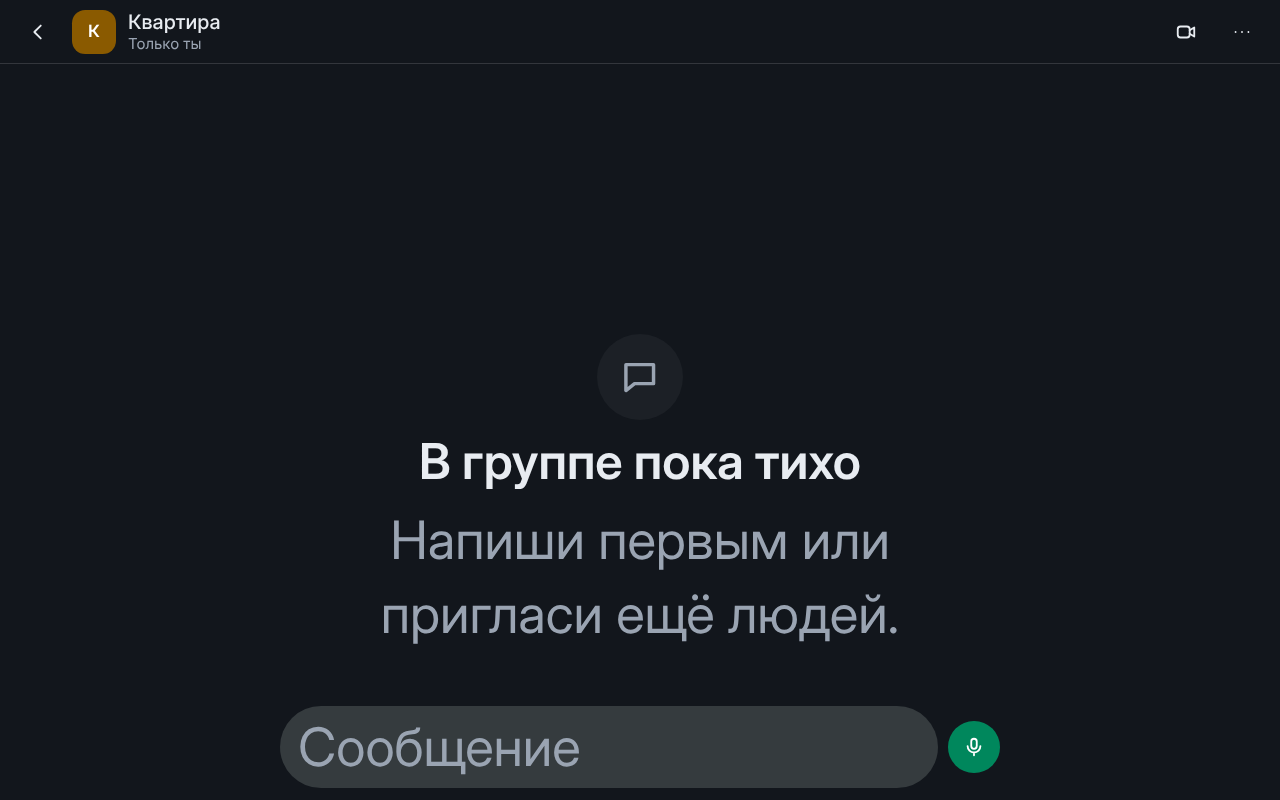 К
Квартира
Только ты
В группе пока тихо
Напиши первым или
пригласи ещё людей.
Сообщение